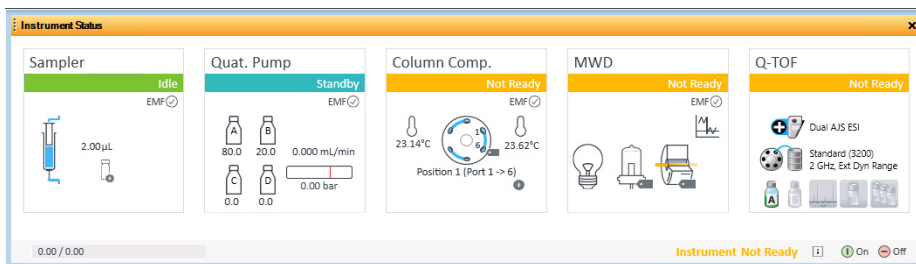 Instrument Status
Sampler
Idle
EMF
2.00 µL
Quat. Pump
Standby
EMF
A
B
80.0
20.0
0.000 mL/min
C
D
0.00 bar
0.0
0.0
Column Comp.
Not Ready
EMF
23.14°C
1
6
23.62°C
Position 1 (Port 1 -> 6)
MWD
Not Ready
EMF
Q-TOF
Not Ready
Dual AJS ESI
Standard (3200)
2 GHz, Ext Dyn Range
A
B
0.00 / 0.00
Instrument Not Ready
i
On
Off